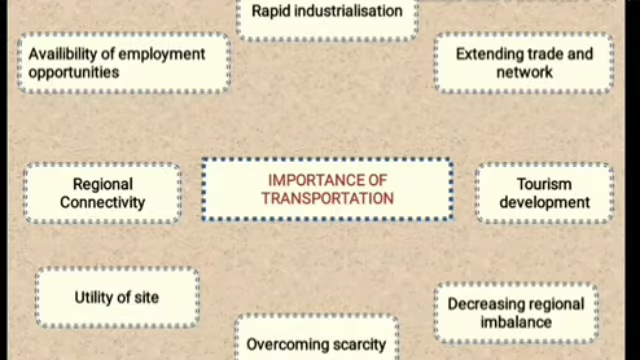 Rapid industrialisation
Availibility of employment
opportunities
Extending trade and
network
Regional
Connectivity
IMPORTANCE OF
TRANSPORTATION
Tourism
development
Utility of site
Decreasing regional
imbalance
Overcoming scarcity